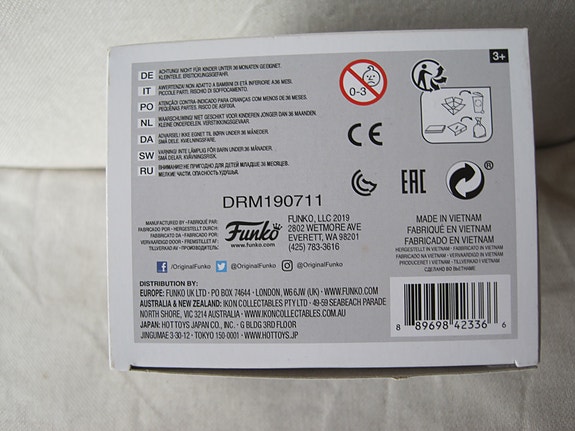 3+
DE ACHTUNG! NICHT FÜR KINDER UNTER 36 MONATEN GEEIGNET.
KLEINTEILE. ERSTICKUNGSGEFAHR.
IT AVVERTENZA! NON ADATTO A BAMBINI DI ETÀ INFERIORE A 36 MESI.
PICCOLE PARTI. RISCHIO DI SOFFOCAMENTO.
PO ATENÇÃO! CONTRA-INDICADO PARA CRIANÇAS COM MENOS DE 36 MESES.
PEQUENAS PARTES. RISCO DE ASFIXIA.
NL WAARSCHUWING! NIET GESCHIKT VOOR KINDEREN JONGER DAN 36 MAANDEN.
KLEINE ONDERDELEN. VERSTIKKINGSGEVAAR.
DA ADVARSEL! IKKE EGNET TIL BØRN UNDER 36 MÅNEDER.
SMÅ DELE. KVÆLNINGSFARE.
SW VARNING! INTE LÄMPLIG FÖR BARN UNDER 36 MÅNADER.
SMÅ DELAR. KVÄVNINGSRISK.
RU ВНИМАНИЕ! НЕ ПРИГОДНО ДЛЯ ДЕТЕЙ МЛАДШЕ 36 МЕСЯЦЕВ.
МЕЛКИЕ ЧАСТИ. ОПАСНОСТЬ УДУШЬЯ.
0-3
CE
EAC
®
DRM190711
MANUFACTURED BY • FABRIQUÉ PAR:
FABRICADO POR • HERGESTELLT DURCH:
FABBRICATO DA • FABRICADO POR:
VERVAARDIGD DOOR • FREMSTILLET AF:
TILLVERKAD AV • ПРОИЗВОДИТЕЛЬ:
Funko
www.funko.com
FUNKO, LLC 2019
2802 WETMORE AVE
EVERETT, WA 98201
(425) 783-3616
MADE IN VIETNAM
FABRIQUÉ EN VIETNAM
FABRICADO EN VIETNAM
HERGESTELLT IN VIETNAM • FABBRICATO IN VIETNAM
FABRICADO NA VIETNAM • VERVAARDIGD IN VIETNAM
PRODUCERET I VIETNAM • TILLVERKAD I VIETNAM
СДЕЛАНО ВО ВЬЕТНАМЕ
/OriginalFunko @OriginalFunko @OriginalFunko
DISTRIBUTION BY:
EUROPE: FUNKO UK LTD · PO BOX 74644 · LONDON, W6 6JW (UK) · WWW.FUNKO.COM
AUSTRALIA & NEW ZEALAND: IKON COLLECTABLES PTY LTD · 49-59 SEABEACH PARADE
NORTH SHORE, VIC 3214 AUSTRALIA · WWW.IKONCOLLECTABLES.COM.AU
JAPAN: HOT TOYS JAPAN CO., INC. · G BLDG 3RD FLOOR
JINGUMAE 3-30-12 · TOKYO 150-0001 · WWW.HOTTOYS.JP
8 89698 42336 6